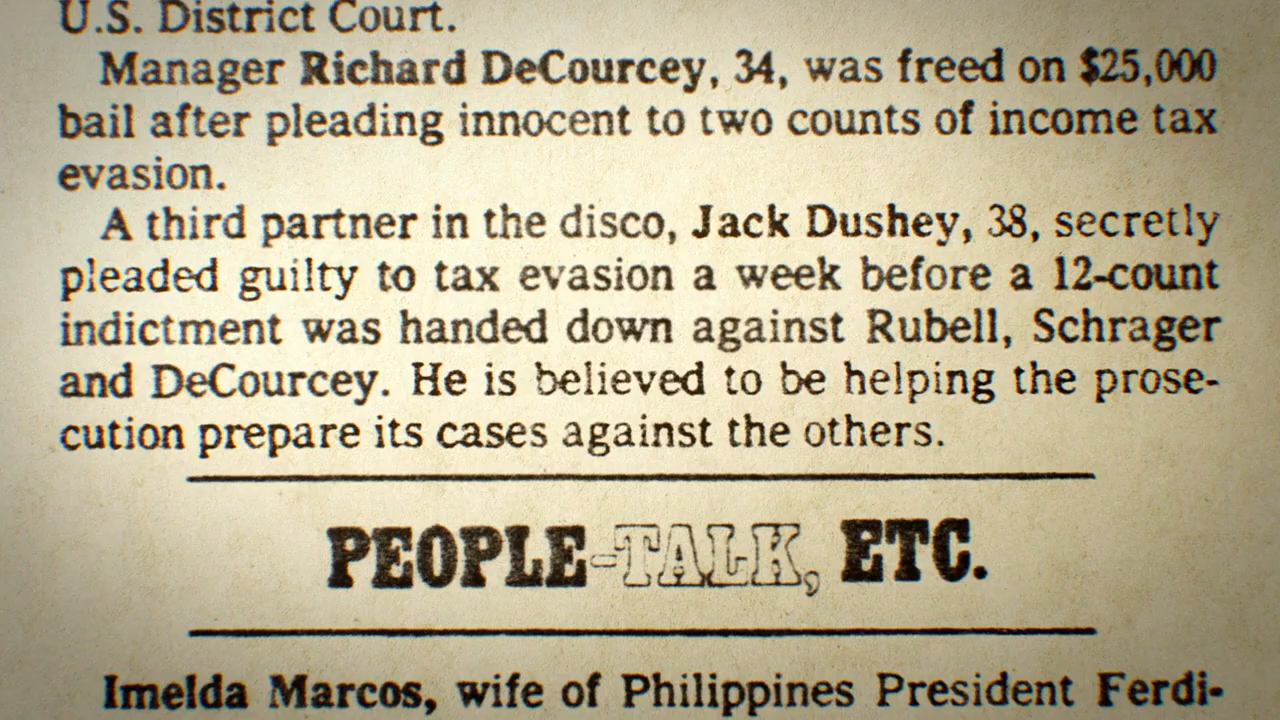 U.S. District Court.
Manager Richard DeCourcey, 34, was freed on $25,000
bail after pleading innocent to two counts of income tax
evasion.
A third partner in the disco, Jack Dushey, 38, secretly
pleaded guilty to tax evasion a week before a 12-count
indictment was handed down against Rubell, Schrager
and DeCourcey. He is believed to be helping the prose-
cution prepare its cases against the others.
PEOPLE-TALK, ETC.
Imelda Marcos, wife of Philippines President Ferdi-